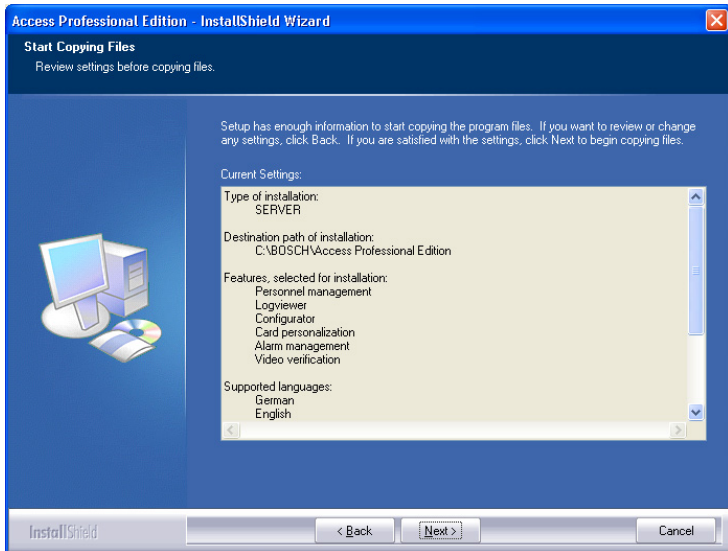 Access Professional Edition - InstallShield Wizard
Start Copying Files
Review settings before copying files.
Setup has enough information to start copying the program files. If you want to review or change
any settings, click Back. If you are satisfied with the settings, click Next to begin copying files.
Current Settings:
Type of installation:
SERVER
Destination path of installation:
C:\BOSCH\Access Professional Edition
Features, selected for installation:
Personnel management
Logviewer
Configurator
Card personalization
Alarm management
Video verification
Supported languages:
German
English
InstallShield
< Back
Next >
Cancel